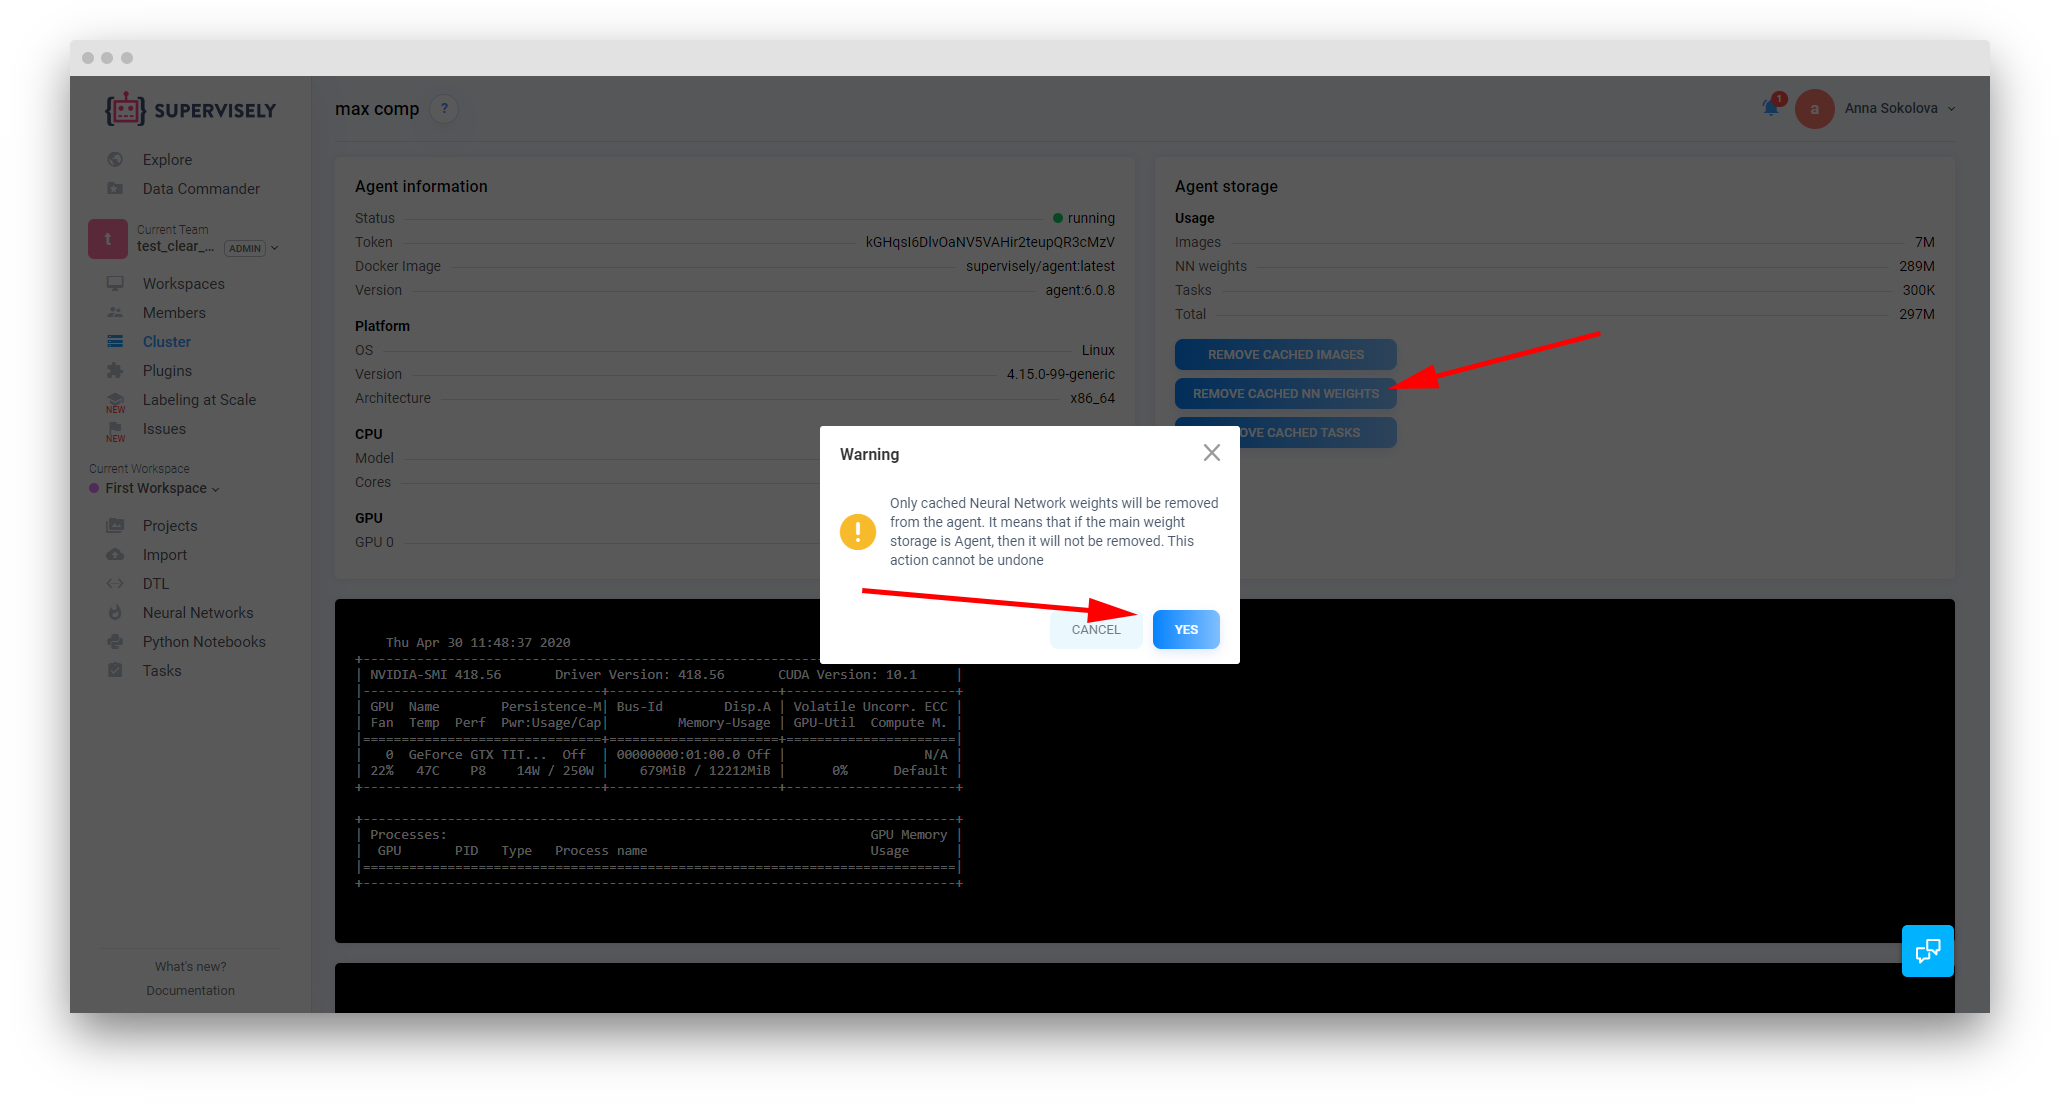 SUPERVISELY
max comp ?
1
a Anna Sokolova
Explore
Data Commander
t
Current Team
test_clear_... ADMIN
Workspaces
Members
Cluster
Plugins
Labeling at Scale
NEW
Issues
NEW
Current Workspace
First Workspace
Projects
Import
DTL
Neural Networks
Python Notebooks
Tasks
What's new?
Documentation
Agent information
Status running
Token kGHqsI6DlvOaNV5VAHir2teupQR3cMzV
Docker Image supervisely/agent:latest
Version agent:6.0.8
Platform
OS Linux
Version 4.15.0-99-generic
Architecture x86_64
CPU
Model
Cores
GPU
GPU 0
Agent storage
Usage
Images 7M
NN weights 289M
Tasks 300K
Total 297M
REMOVE CACHED IMAGES
REMOVE CACHED NN WEIGHTS
OVE CACHED TASKS
Warning
Only cached Neural Network weights will be removed
from the agent. It means that if the main weight
storage is Agent, then it will not be removed. This
action cannot be undone
CANCEL YES
Thu Apr 30 11:48:37 2020
+-----------------------------------------------------------------------------+
| NVIDIA-SMI 418.56       Driver Version: 418.56       CUDA Version: 10.1     |
|-------------------------------+----------------------+----------------------+
| GPU  Name        Persistence-M| Bus-Id        Disp.A | Volatile Uncorr. ECC |
| Fan  Temp  Perf  Pwr:Usage/Cap|         Memory-Usage | GPU-Util  Compute M. |
|===============================+======================+======================|
|   0  GeForce GTX TIT...  Off  | 00000000:01:00.0 Off |                  N/A |
| 22%   47C    P8    14W / 250W |    679MiB / 12212MiB |      0%      Default |
+-------------------------------+----------------------+----------------------+
+-----------------------------------------------------------------------------+
| Processes:                                                       GPU Memory |
|  GPU       PID   Type   Process name                             Usage      |
|=============================================================================|
+-----------------------------------------------------------------------------+